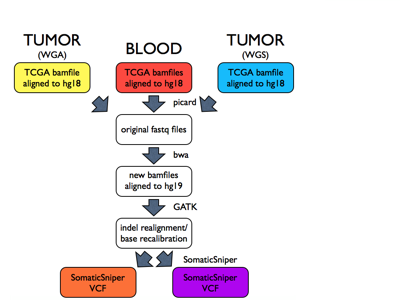 TUMOR
(WGA)
BLOOD
TUMOR
(WGS)
TCGA bamfile
aligned to hg18
TCGA bamfiles
aligned to hg18
TCGA bamfile
aligned to hg18
picard
original fastq files
bwa
new bamfiles
aligned to hg19
GATK
indel realignment/
base recalibration
SomaticSniper
SomaticSniper
VCF
SomaticSniper
VCF